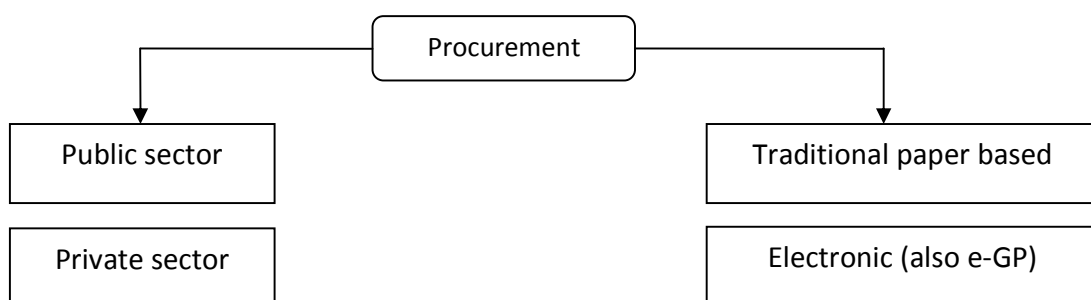 Procurement
Public sector
Traditional paper based
Private sector
Electronic (also e-GP)